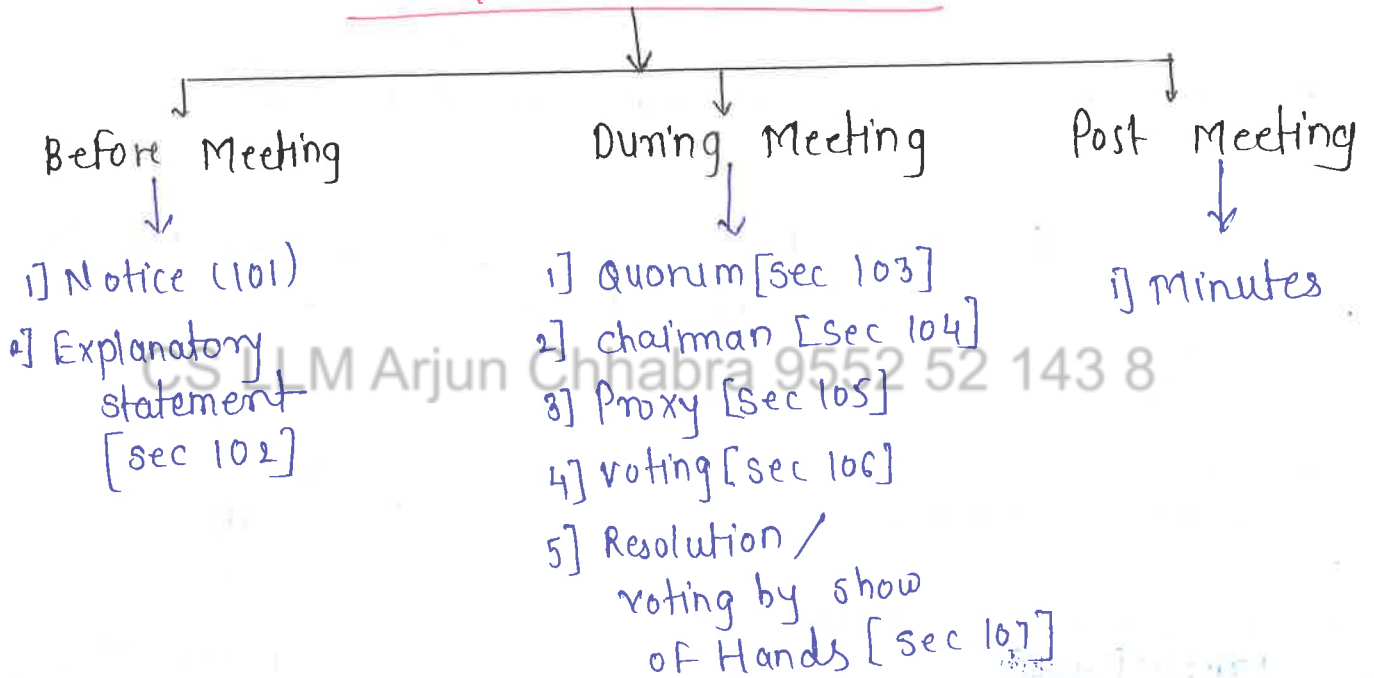 Before Meeting
During Meeting
Post Meeting
1] Notice (101)
2] Explanatory
statement
[sec 102]
1] Quorum [sec 103]
2] chairman [sec 104]
3] Proxy [sec 105]
4] voting [sec 106]
5] Resolution /
voting by show
of Hands [sec 107]
1] Minutes
CS LLM Arjun Chhabra 9552 52 143 8